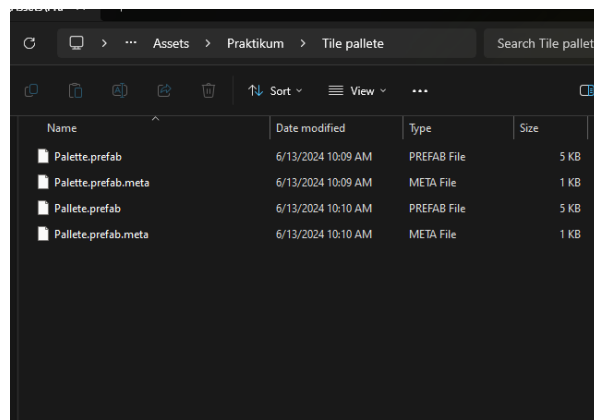 Assets > Praktikum > Tile pallete
Search Tile pallet
Sort
View
Name Date modified Type Size
Palette.prefab 6/13/2024 10:09 AM PREFAB File 5 KB
Palette.prefab.meta 6/13/2024 10:09 AM META File 1 KB
Pallete.prefab 6/13/2024 10:10 AM PREFAB File 5 KB
Pallete.prefab.meta 6/13/2024 10:10 AM META File 1 KB